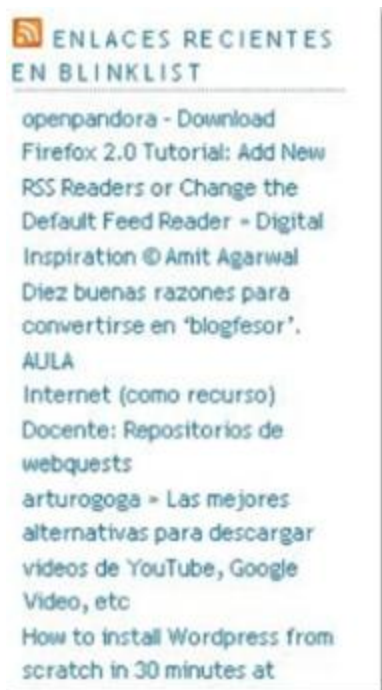 ENLACES RECIENTES
EN BLINKLIST
openpandora - Download
Firefox 2.0 Tutorial: Add New
RSS Readers or Change the
Default Feed Reader » Digital
Inspiration © Amit Agarwal
Diez buenas razones para
convertirse en 'blogfesor'.
AULA
Internet (como recurso)
Docente: Repositorios de
webquests
arturogoga » Las mejores
alternativas para descargar
videos de YouTube, Google
Video, etc
How to install Wordpress from
scratch in 30 minutes at